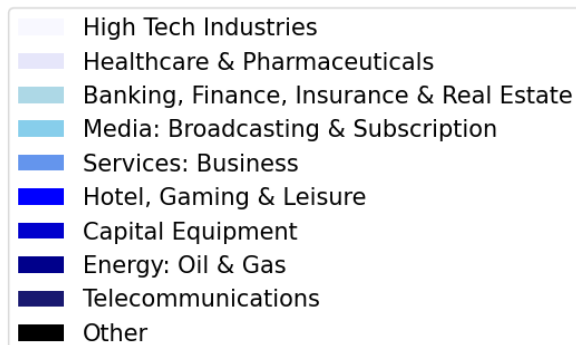 High Tech Industries
Healthcare & Pharmaceuticals
Banking, Finance, Insurance & Real Estate
Media: Broadcasting & Subscription
Services: Business
Hotel, Gaming & Leisure
Capital Equipment
Energy: Oil & Gas
Telecommunications
Other